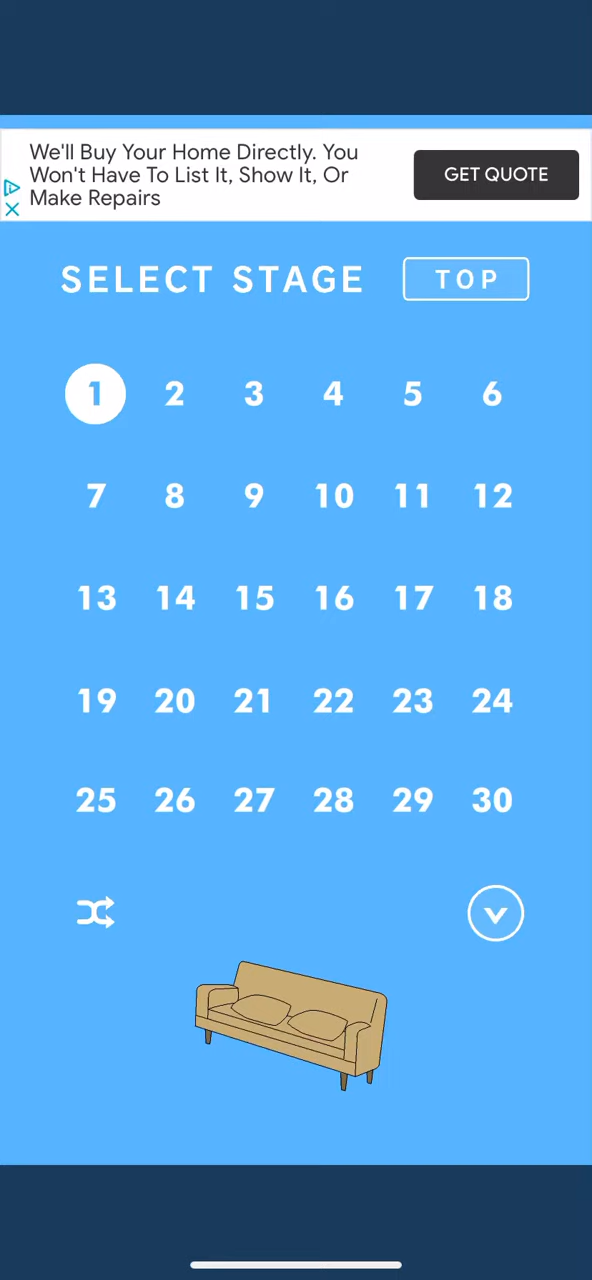 We'll Buy Your Home Directly. You
Won't Have To List It, Show It, Or
Make Repairs
GET QUOTE
SELECT STAGE
TOP
1 2 3 4 5 6
7 8 9 10 11 12
13 14 15 16 17 18
19 20 21 22 23 24
25 26 27 28 29 30